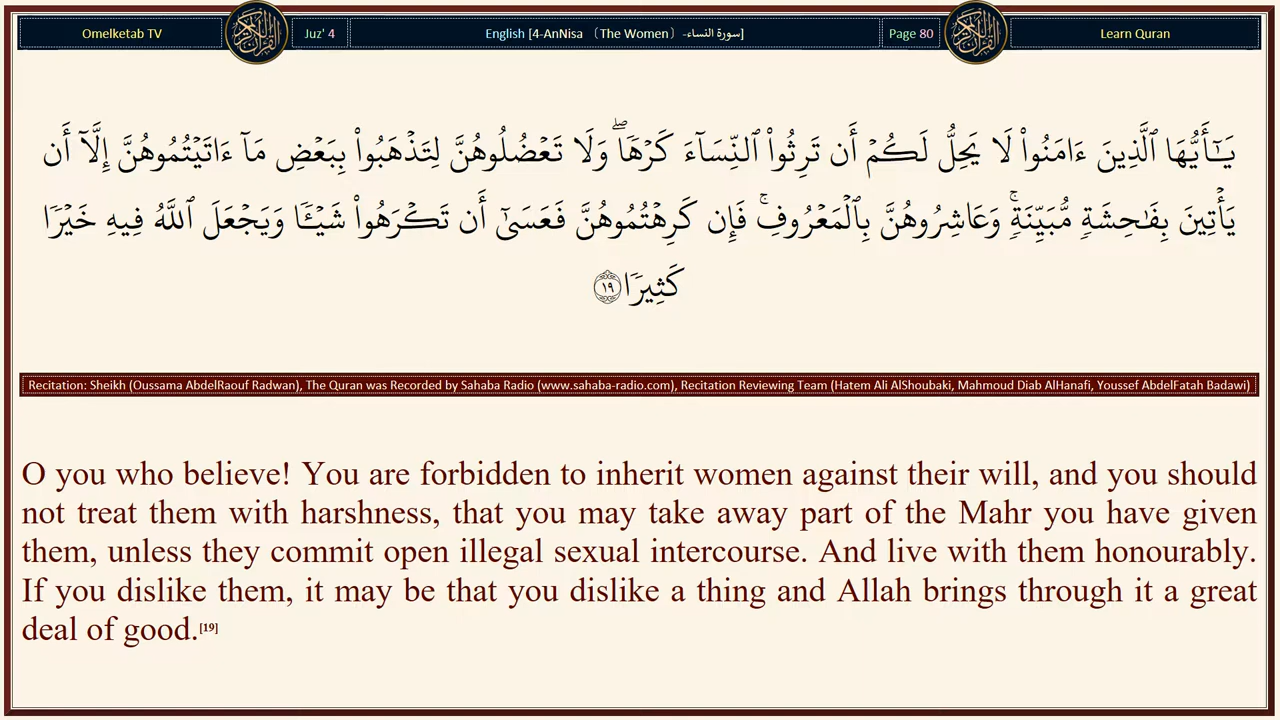 Omelketab TV
Juz' 4
English [4-AnNisa （The Women）-سورة النساء]
Page 80
Learn Quran
يَـٰٓأَيُّهَا ٱلَّذِينَ ءَامَنُوا۟ لَا يَحِلُّ لَكُمْ أَن تَرِثُوا۟ ٱلنِّسَآءَ كَرْهًۭا ۖ وَلَا تَعْضُلُوهُنَّ لِتَذْهَبُوا۟ بِبَعْضِ مَآ ءَاتَيْتُمُوهُنَّ إِلَّآ أَن
يَأْتِينَ بِفَـٰحِشَةٍۢ مُّبَيِّنَةٍۢ ۚ وَعَاشِرُوهُنَّ بِٱلْمَعْرُوفِ ۚ فَإِن كَرِهْتُمُوهُنَّ فَعَسَىٰٓ أَن تَكْرَهُوا۟ شَيْـًۭٔا وَيَجْعَلَ ٱللَّهُ فِيهِ خَيْرًۭا
كَثِيرًۭا ١٩
Recitation: Sheikh (Oussama AbdelRaouf Radwan), The Quran was Recorded by Sahaba Radio (www.sahaba-radio.com), Recitation Reviewing Team (Hatem Ali AlShoubaki, Mahmoud Diab AlHanafi, Youssef AbdelFatah Badawi)
O you who believe! You are forbidden to inherit women against their will, and you should
not treat them with harshness, that you may take away part of the Mahr you have given
them, unless they commit open illegal sexual intercourse. And live with them honourably.
If you dislike them, it may be that you dislike a thing and Allah brings through it a great
deal of good.[19]